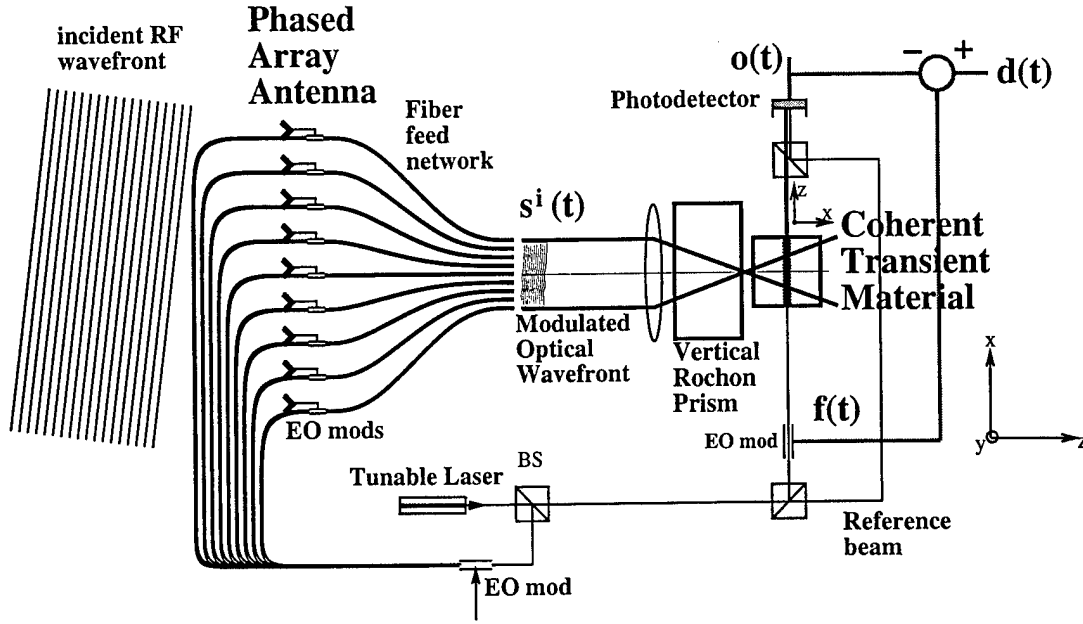 incident RF
wavefront
Phased
Array
Antenna
Fiber
feed
network
EO mods
s^i (t)
Modulated
Optical
Wavefront
Vertical
Rochon
Prism
o(t)
Photodetector
− +
d(t)
z
x
Coherent
Transient
Material
f(t)
EO mod
x
y
z
Tunable Laser
BS
Reference
beam
EO mod